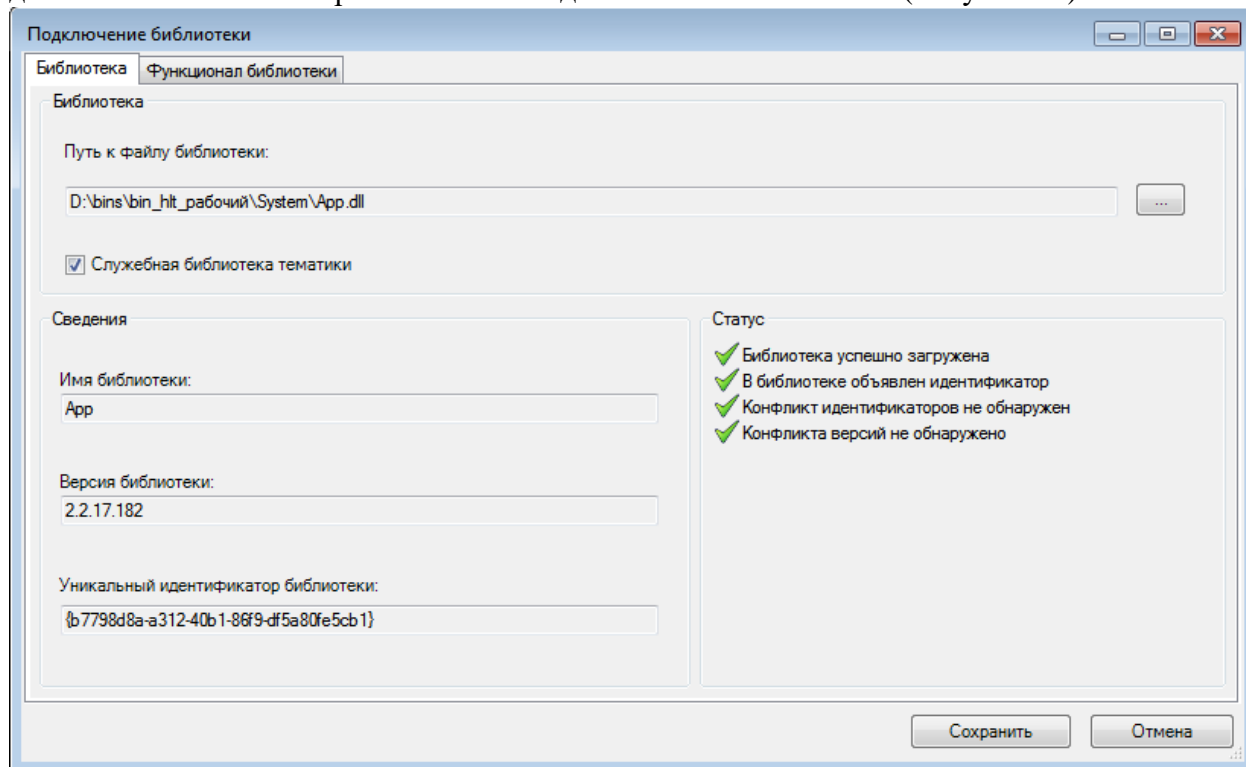 Подключение библиотеки
Библиотека Функционал библиотеки
Библиотека
Путь к файлу библиотеки:
D:\bins\bin_hlt_рабочий\System\App.dll
...
Служебная библиотека тематики
Сведения
Имя библиотеки:
App
Версия библиотеки:
2.2.17.182
Уникальный идентификатор библиотеки:
{b7798d8a-a312-40b1-86f9-df5a80fe5cb1}
Статус
Библиотека успешно загружена
В библиотеке объявлен идентификатор
Конфликт идентификаторов не обнаружен
Конфликта версий не обнаружено
Сохранить Отмена